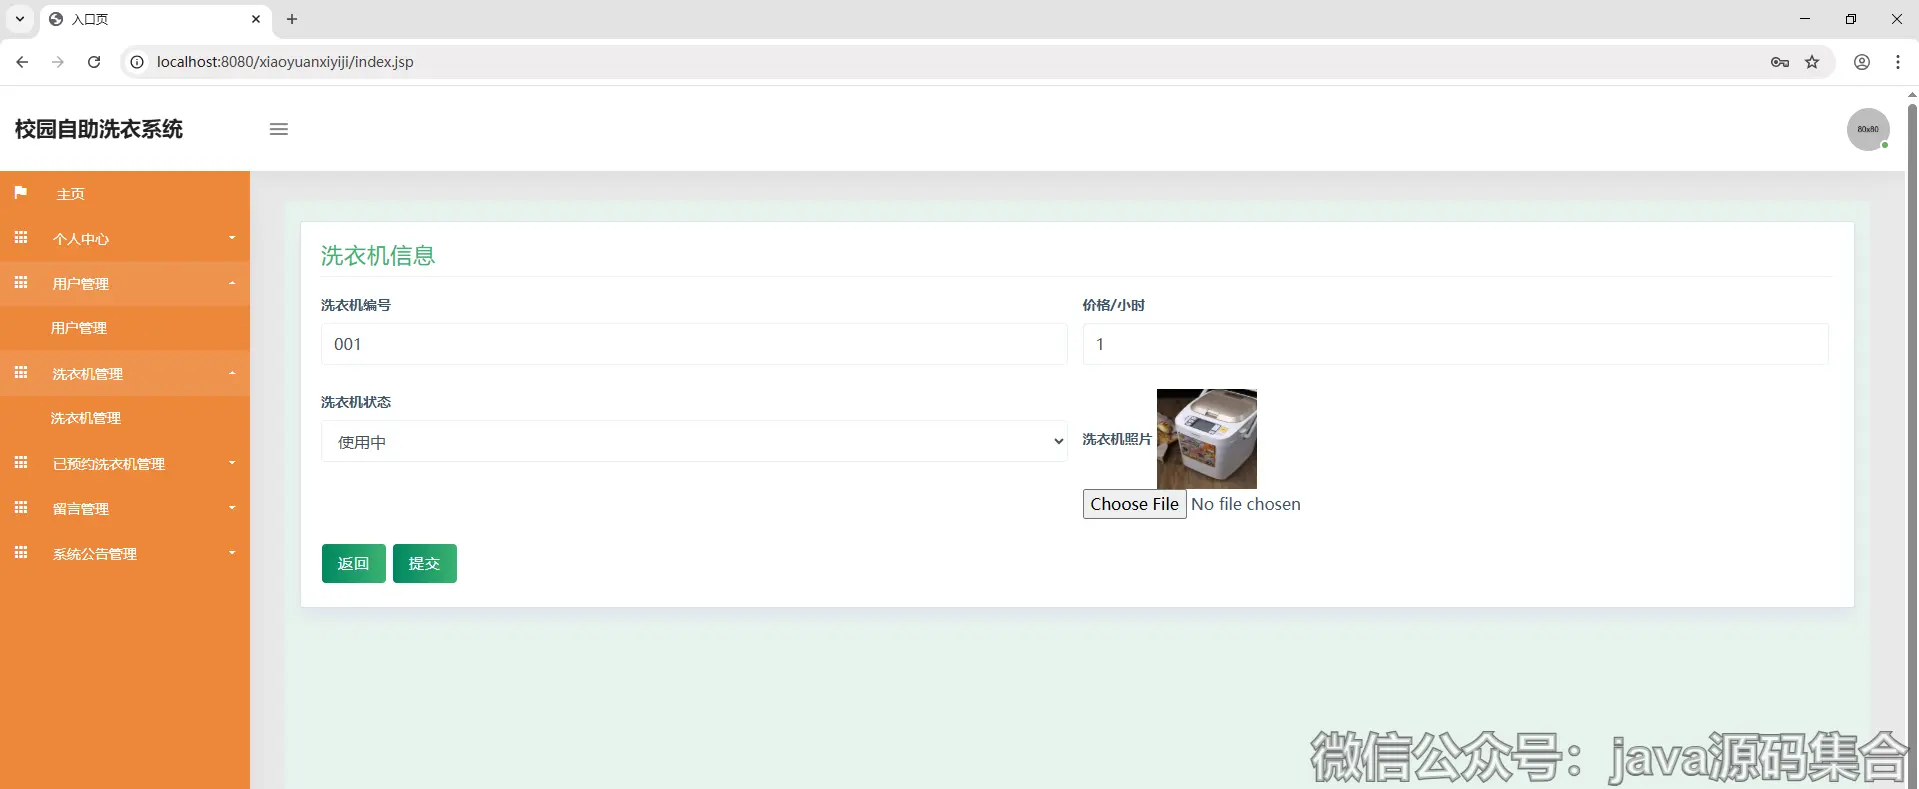 入口页
localhost:8080/xiaoyuanxiyiji/index.jsp
校园自助洗衣系统
80x80
主页
个人中心
用户管理
用户管理
洗衣机管理
洗衣机管理
已预约洗衣机管理
留言管理
系统公告管理
洗衣机信息
洗衣机编号
价格/小时
001
1
洗衣机状态
使用中
洗衣机照片
Choose File No file chosen
返回
提交
微信公众号：java源码集合